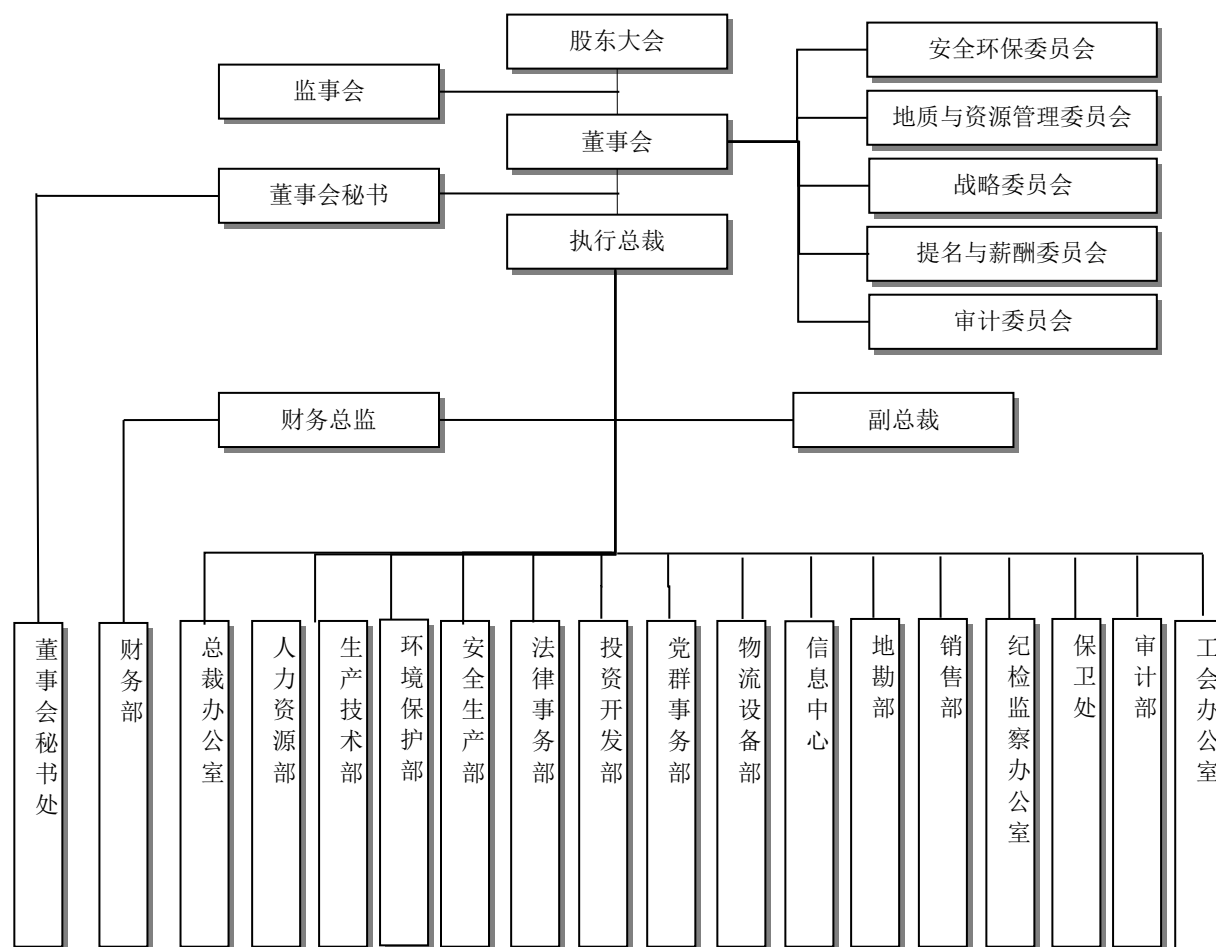 股东大会
安全环保委员会
监事会
地质与资源管理委员会
董事会
战略委员会
董事会秘书
执行总裁
提名与薪酬委员会
审计委员会
财务总监
副总裁
董事会秘书处
财务部
总裁办公室
人力资源部
生产技术部
环境保护部
安全生产部
法律事务部
投资开发部
党群事务部
物流设备部
信息中心
地勘部
销售部
纪检监察办公室
保卫处
审计部
工会办公室